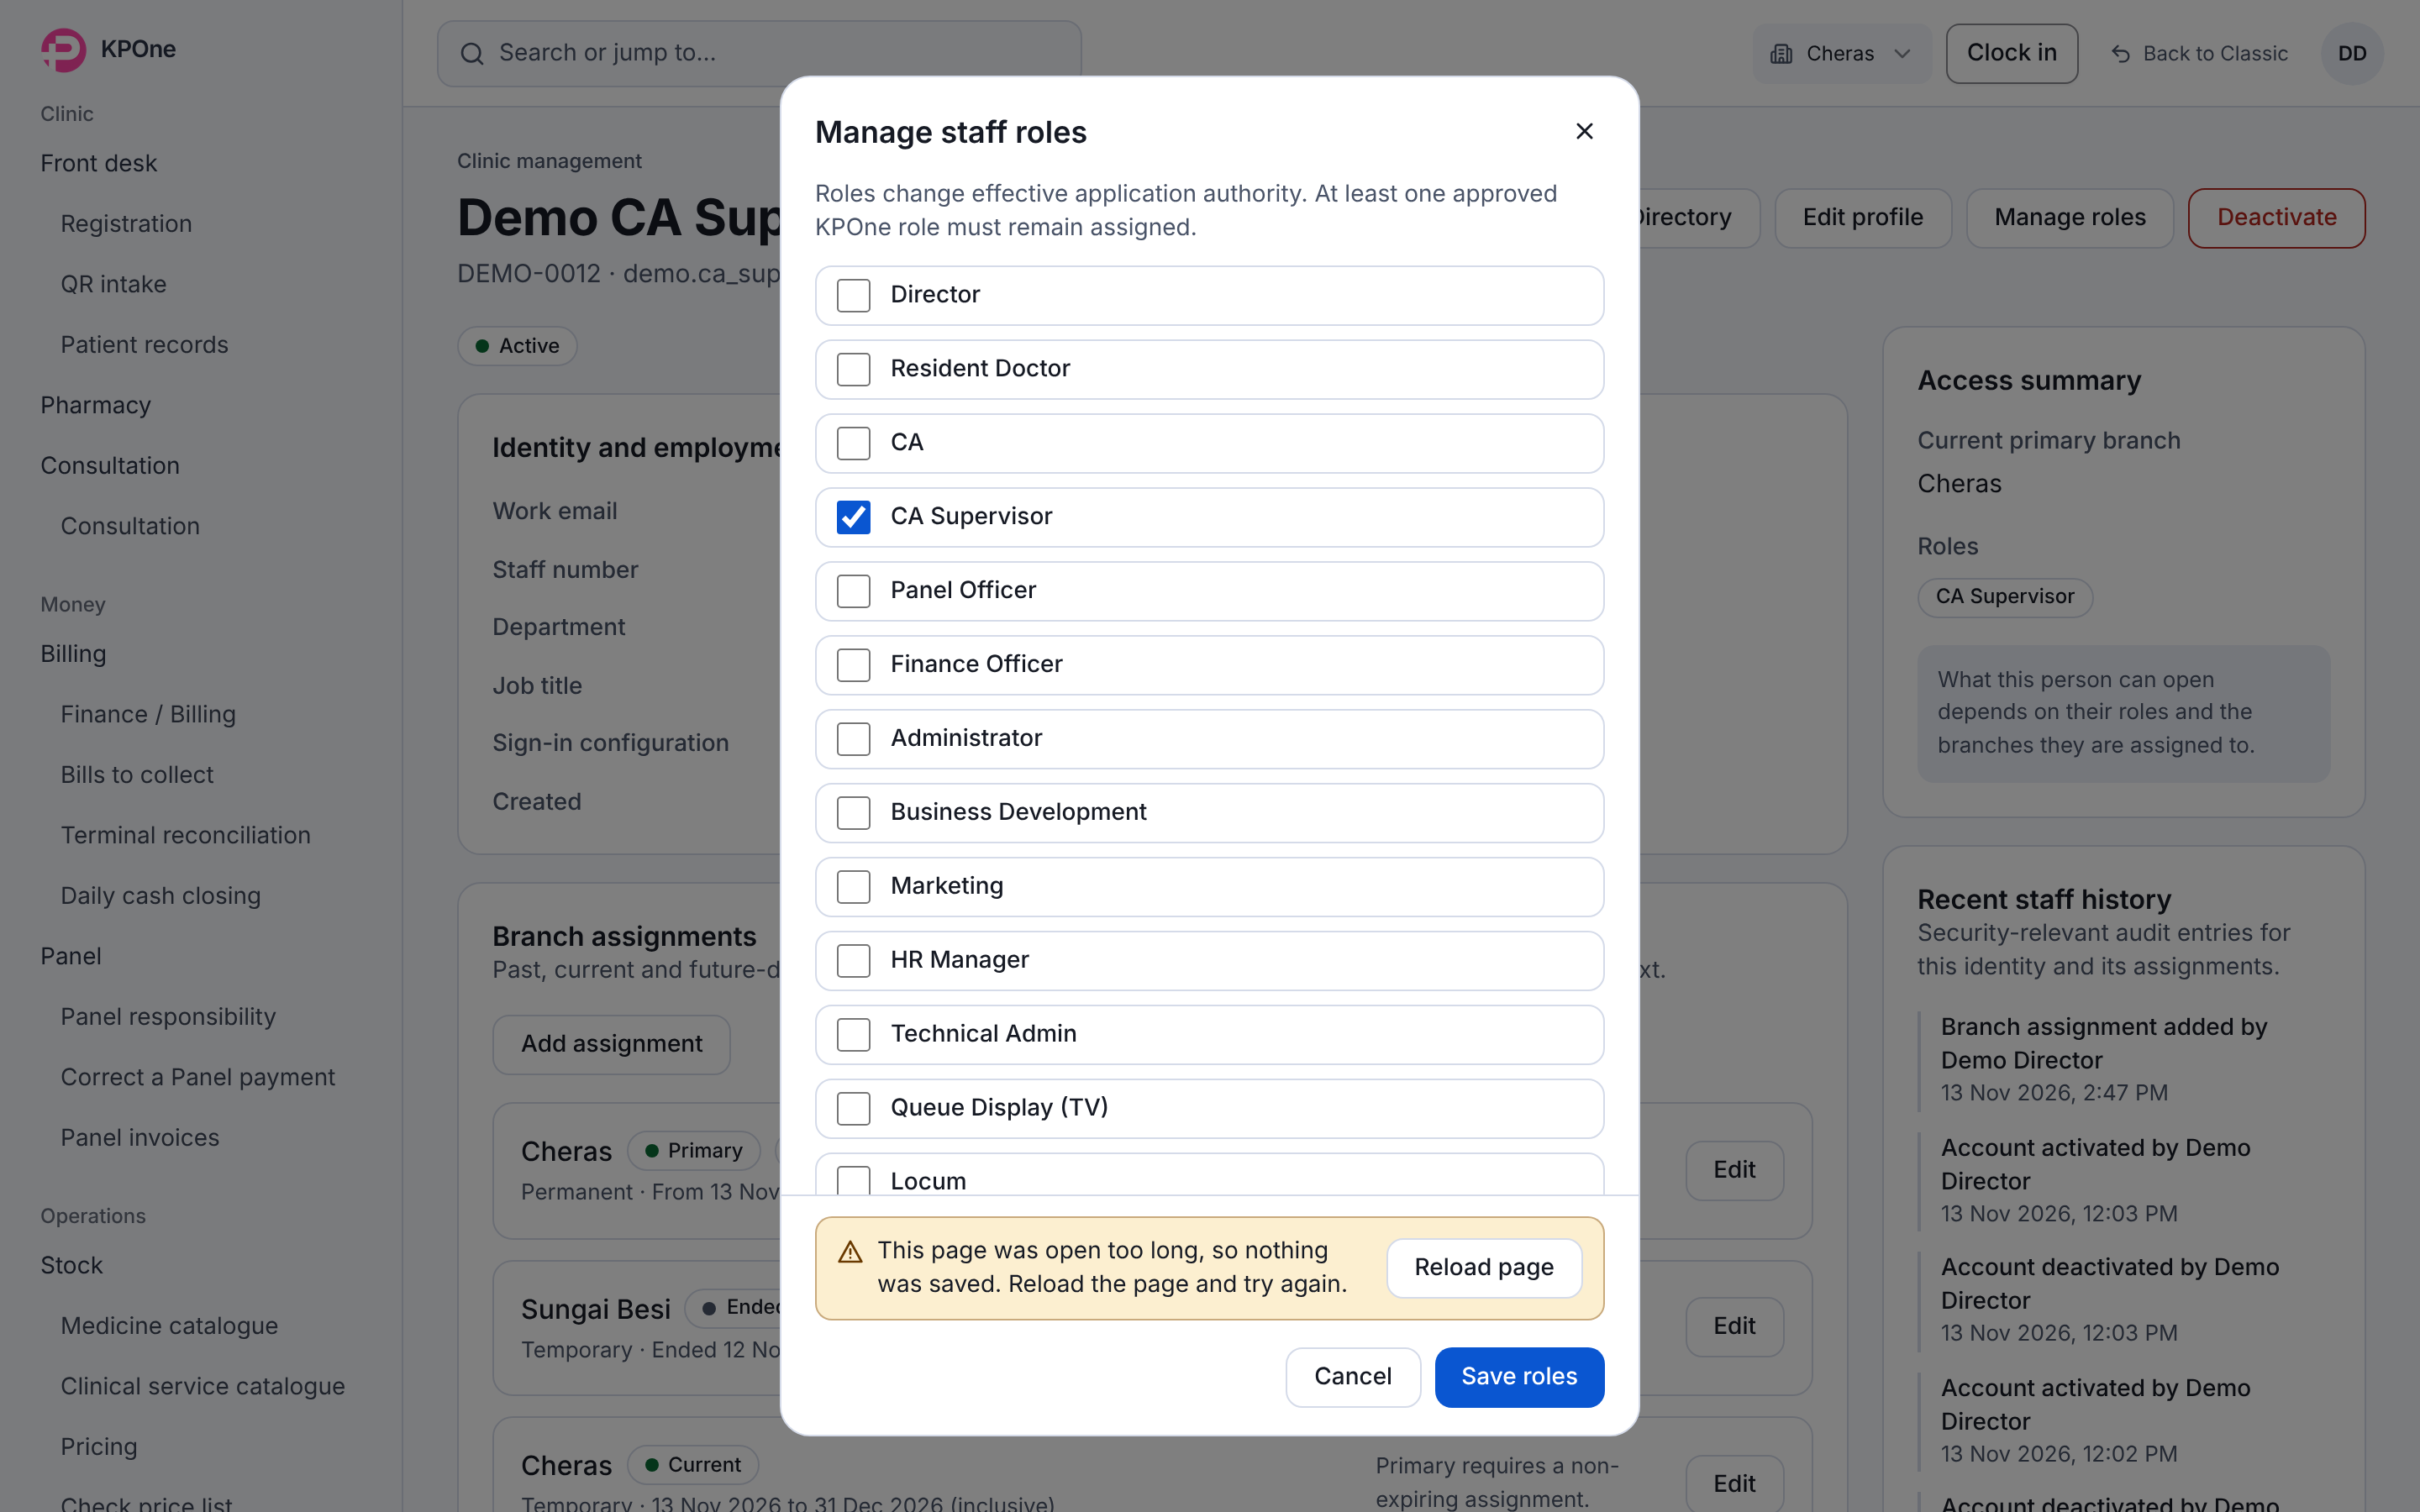 KPOne
Clinic
Front desk
Registration
QR intake
Patient records
Pharmacy
Consultation
Consultation
Money
Billing
Finance / Billing
Bills to collect
Terminal reconciliation
Daily cash closing
Panel
Panel responsibility
Correct a Panel payment
Panel invoices
Operations
Stock
Medicine catalogue
Clinical service catalogue
Pricing
Check price list
Search or jump to...
Cheras
Clock in
Back to Classic
DD
Clinic management
Demo CA Sup
DEMO-0012 · demo.ca_sup
Active
Directory
Edit profile
Manage roles
Deactivate
Identity and employme
Work email
Staff number
Department
Job title
Sign-in configuration
Created
Branch assignments
Past, current and future-d
xt.
Add assignment
Cheras
Primary
Permanent · From 13 Nov
Edit
Sungai Besi
Ended
Temporary · Ended 12 No
Edit
Cheras
Current
Temporary · 13 Nov 2026 to 31 Dec 2026 (inclusive)
Primary requires a non-
expiring assignment.
Edit
Manage staff roles
Roles change effective application authority. At least one approved
KPOne role must remain assigned.
Director
Resident Doctor
CA
CA Supervisor
Panel Officer
Finance Officer
Administrator
Business Development
Marketing
HR Manager
Technical Admin
Queue Display (TV)
Locum
This page was open too long, so nothing
was saved. Reload the page and try again.
Reload page
Cancel
Save roles
Access summary
Current primary branch
Cheras
Roles
CA Supervisor
What this person can open
depends on their roles and the
branches they are assigned to.
Recent staff history
Security-relevant audit entries for
this identity and its assignments.
Branch assignment added by
Demo Director
13 Nov 2026, 2:47 PM
Account activated by Demo
Director
13 Nov 2026, 12:03 PM
Account deactivated by Demo
Director
13 Nov 2026, 12:03 PM
Account activated by Demo
Director
13 Nov 2026, 12:02 PM
Account deactivated by Demo